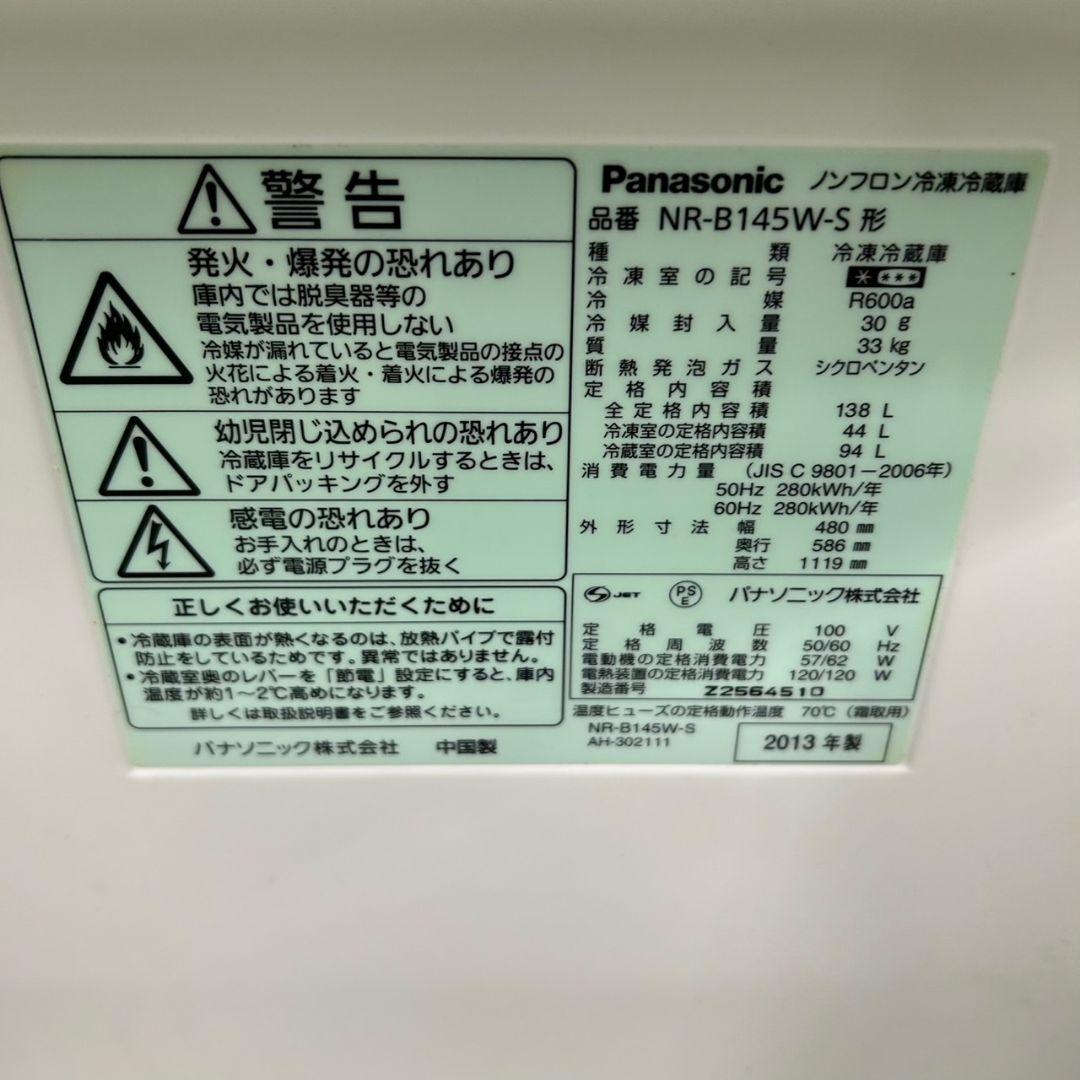 警告
発火・爆発の恐れあり
庫内では脱臭器等の
電気製品を使用しない
冷媒が漏れていると電気製品の接点の
火花による着火・着火による爆発の
恐れがあります
幼児閉じ込められの恐れあり
冷蔵庫をリサイクルするときは、
ドアパッキングを外す
感電の恐れあり
お手入れのときは、
必ず電源プラグを抜く
正しくお使いいただくために
・冷蔵庫の表面が熱くなるのは、放熱パイプで露付
防止をしているためです。異常ではありません。
・冷蔵室奥のレバーを「節電」設定にすると、庫内
温度が約1～2℃高めになります。
詳しくは取扱説明書をご参照ください。
パナソニック株式会社 中国製
Panasonic ノンフロン冷凍冷蔵庫
品番 NR-B145W-S 形
種類 冷凍冷蔵庫
冷凍室の記号 * ***
冷媒 R600a
冷媒封入量 30 g
質量 33 kg
断熱発泡ガス シクロペンタン
定格内容積
全定格内容積 138 L
冷凍室の定格内容積 44 L
冷蔵室の定格内容積 94 L
消費電力量 (JIS C 9801-2006年)
50Hz 280kWh/年
60Hz 280kWh/年
外形寸法 幅 480 mm
奥行 586 mm
高さ 1119 mm
JET PS E パナソニック株式会社
定格電圧 100 V
定格周波数 50/60 Hz
電動機の定格消費電力 57/62 W
電熱装置の定格消費電力 120/120 W
製造番号 Z2564510
温度ヒューズの定格動作温度 70℃ (霜取用)
NR-B145W-S
AH-302111
2013 年製